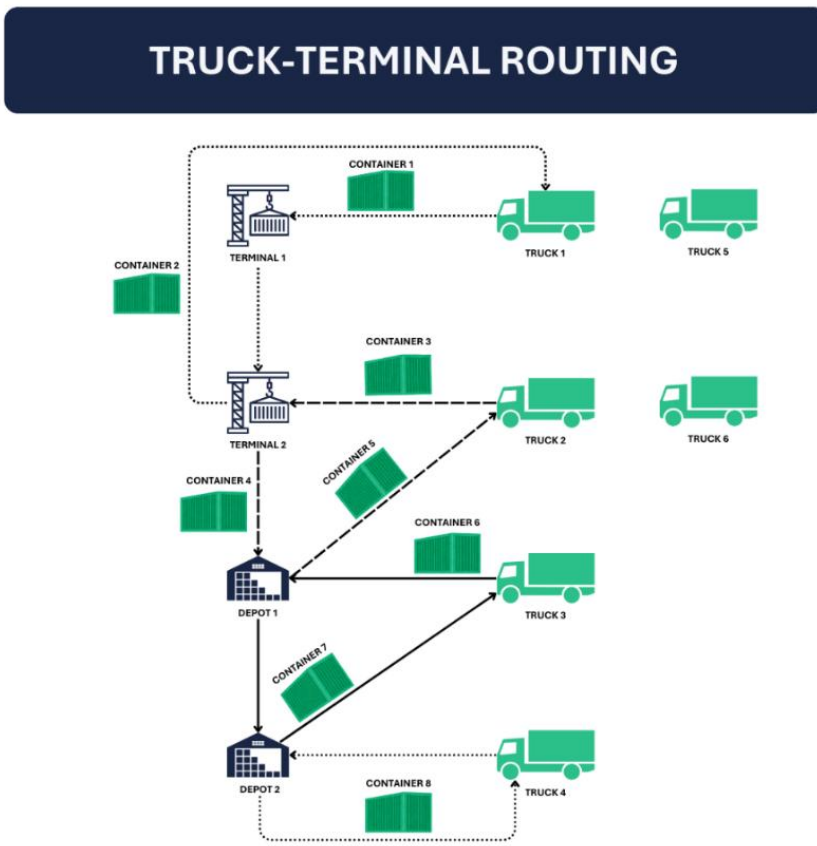 TRUCK-TERMINAL ROUTING
CONTAINER 1
TERMINAL 1
TRUCK 1
TRUCK 5
CONTAINER 2
CONTAINER 3
TERMINAL 2
TRUCK 2
TRUCK 6
CONTAINER 5
CONTAINER 4
CONTAINER 6
DEPOT 1
TRUCK 3
CONTAINER 7
DEPOT 2
CONTAINER 8
TRUCK 4